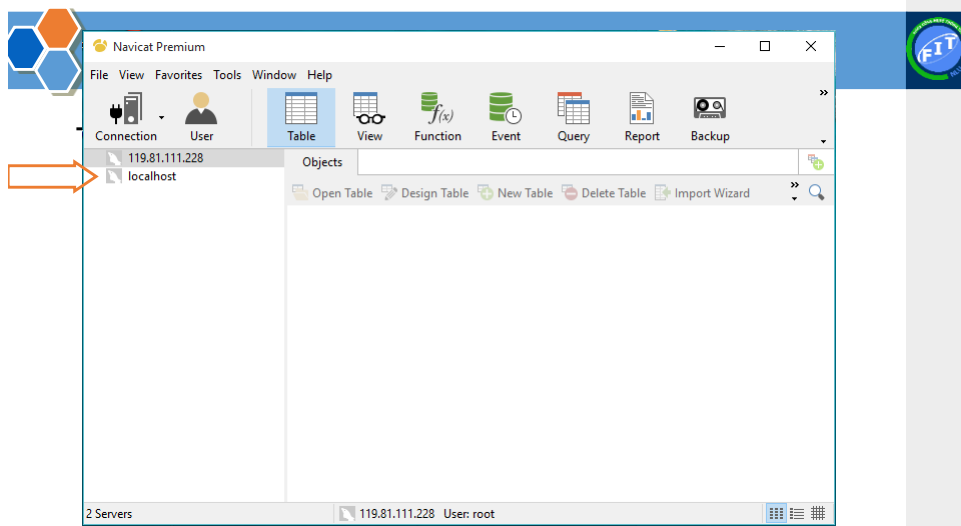 Navicat Premium
File View Favorites Tools Window Help
Connection User Table View Function Event Query Report Backup
f(x)
119.81.111.228
localhost
Objects
Open Table Design Table New Table Delete Table Import Wizard
2 Servers 119.81.111.228 User: root
FIT